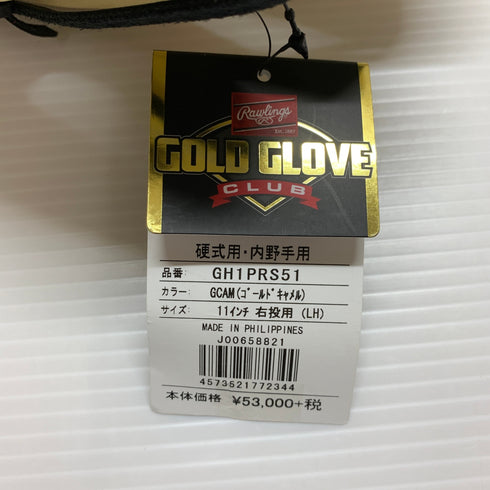 Rawlings
Est. 1887
GOLD GLOVE
CLUB
硬式用・内野手用
品番: GH1PRS51
カラー: GCAM(ｺﾞｰﾙﾄﾞｷｬﾒﾙ)
サイズ: 11ｲﾝﾁ 右投用 (LH)
MADE IN PHILIPPINES
J00658821
4573521772344
本体価格 ¥53,000+税